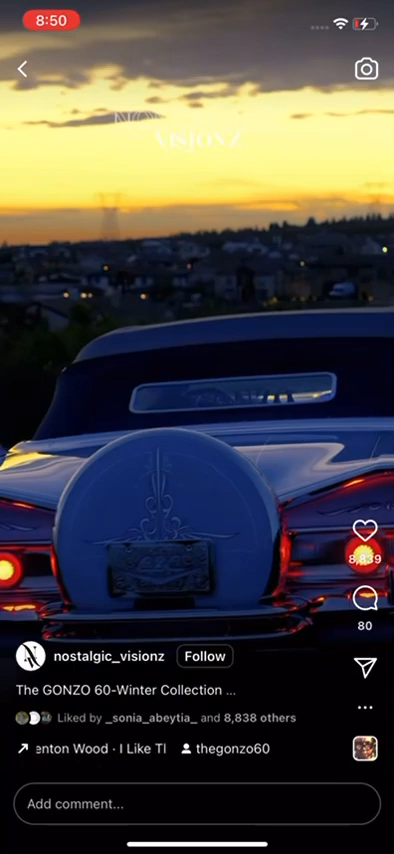 8:50
VISIONZ
8,839
80
nostalgic_visionz Follow
The GONZO 60-Winter Collection ...
Liked by _sonia_abeytia_ and 8,838 others
enton Wood · I Like Tl thegonzo60
Add comment...